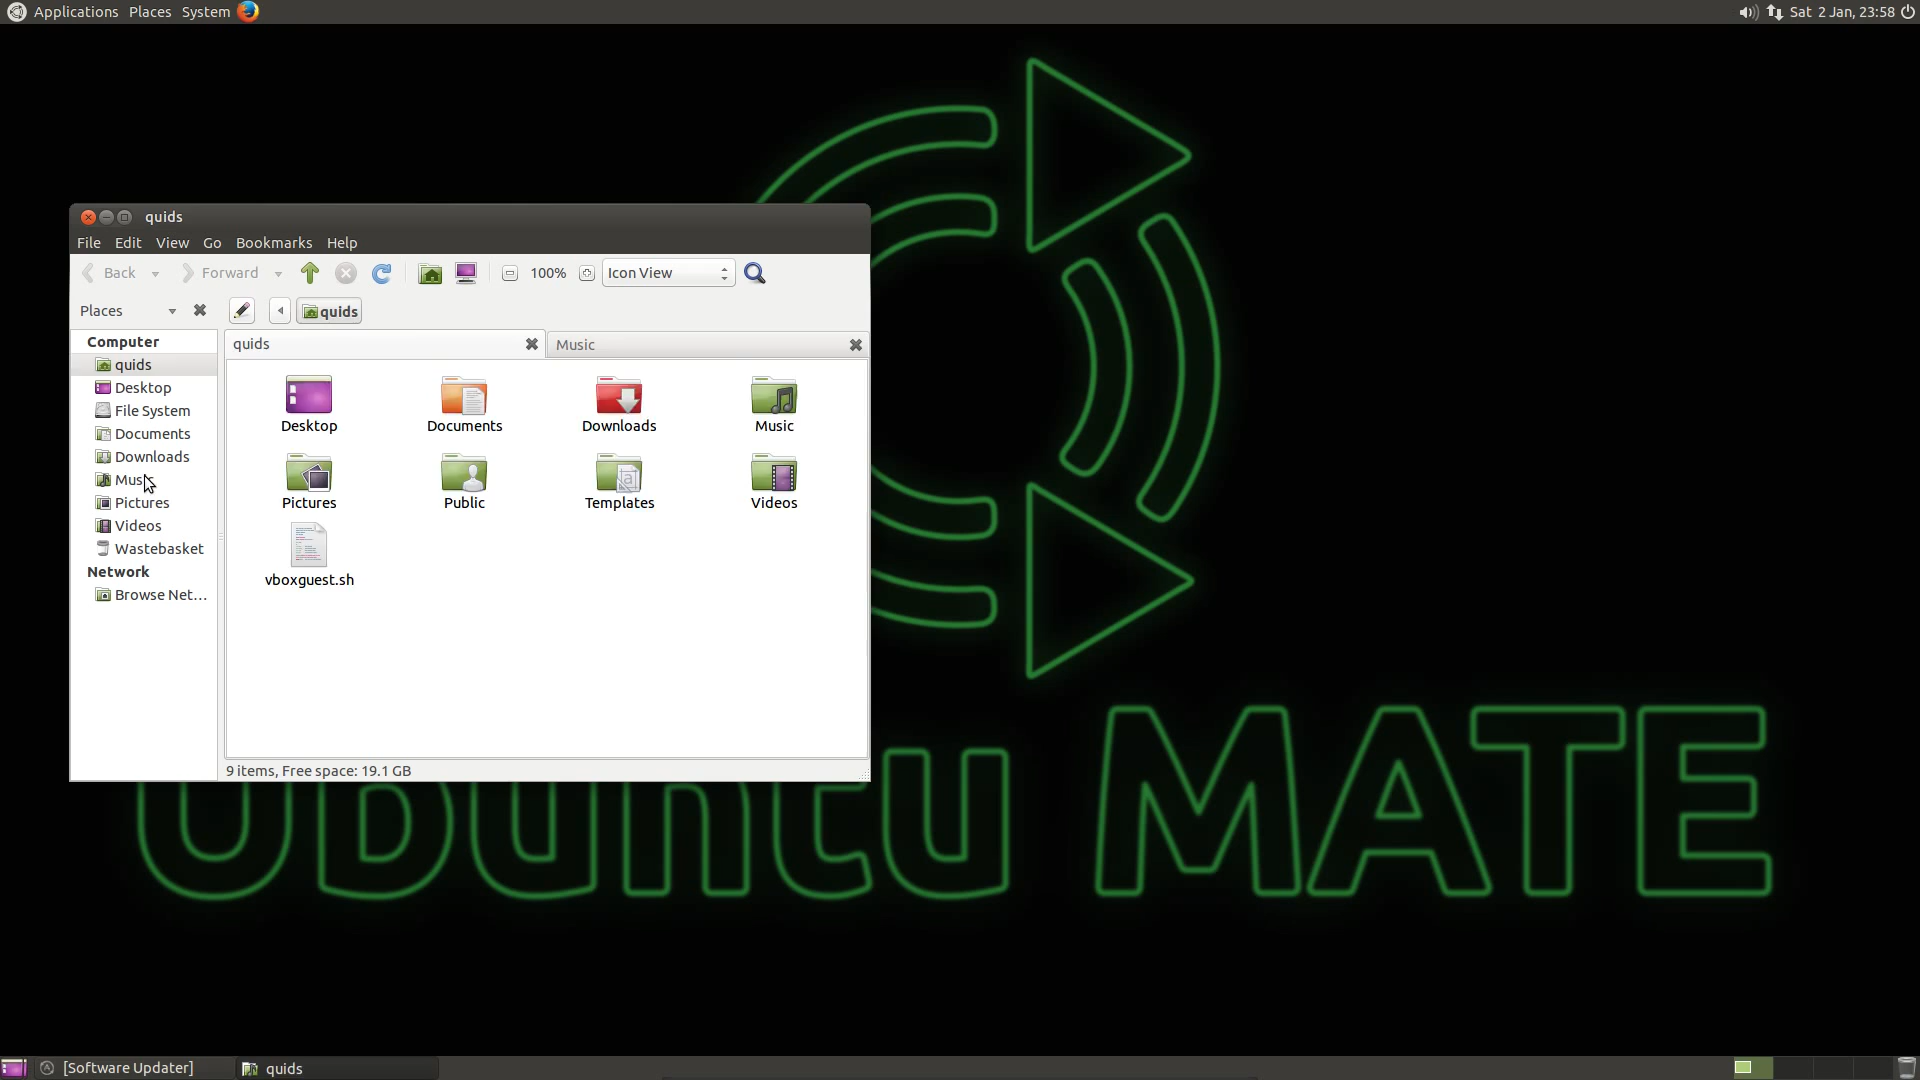 Applications Places System
Sat 2 Jan, 23:58
quids
File Edit View Go Bookmarks Help
Back Forward 100% Icon View
Places quids
Computer
quids
Desktop
File System
Documents
Downloads
Music
Pictures
Videos
Wastebasket
Network
Browse Net...
quids Music
Desktop Documents Downloads Music
Pictures Public Templates Videos
vboxguest.sh
9 items, Free space: 19.1 GB
ubuntu MATE
[Software Updater] quids